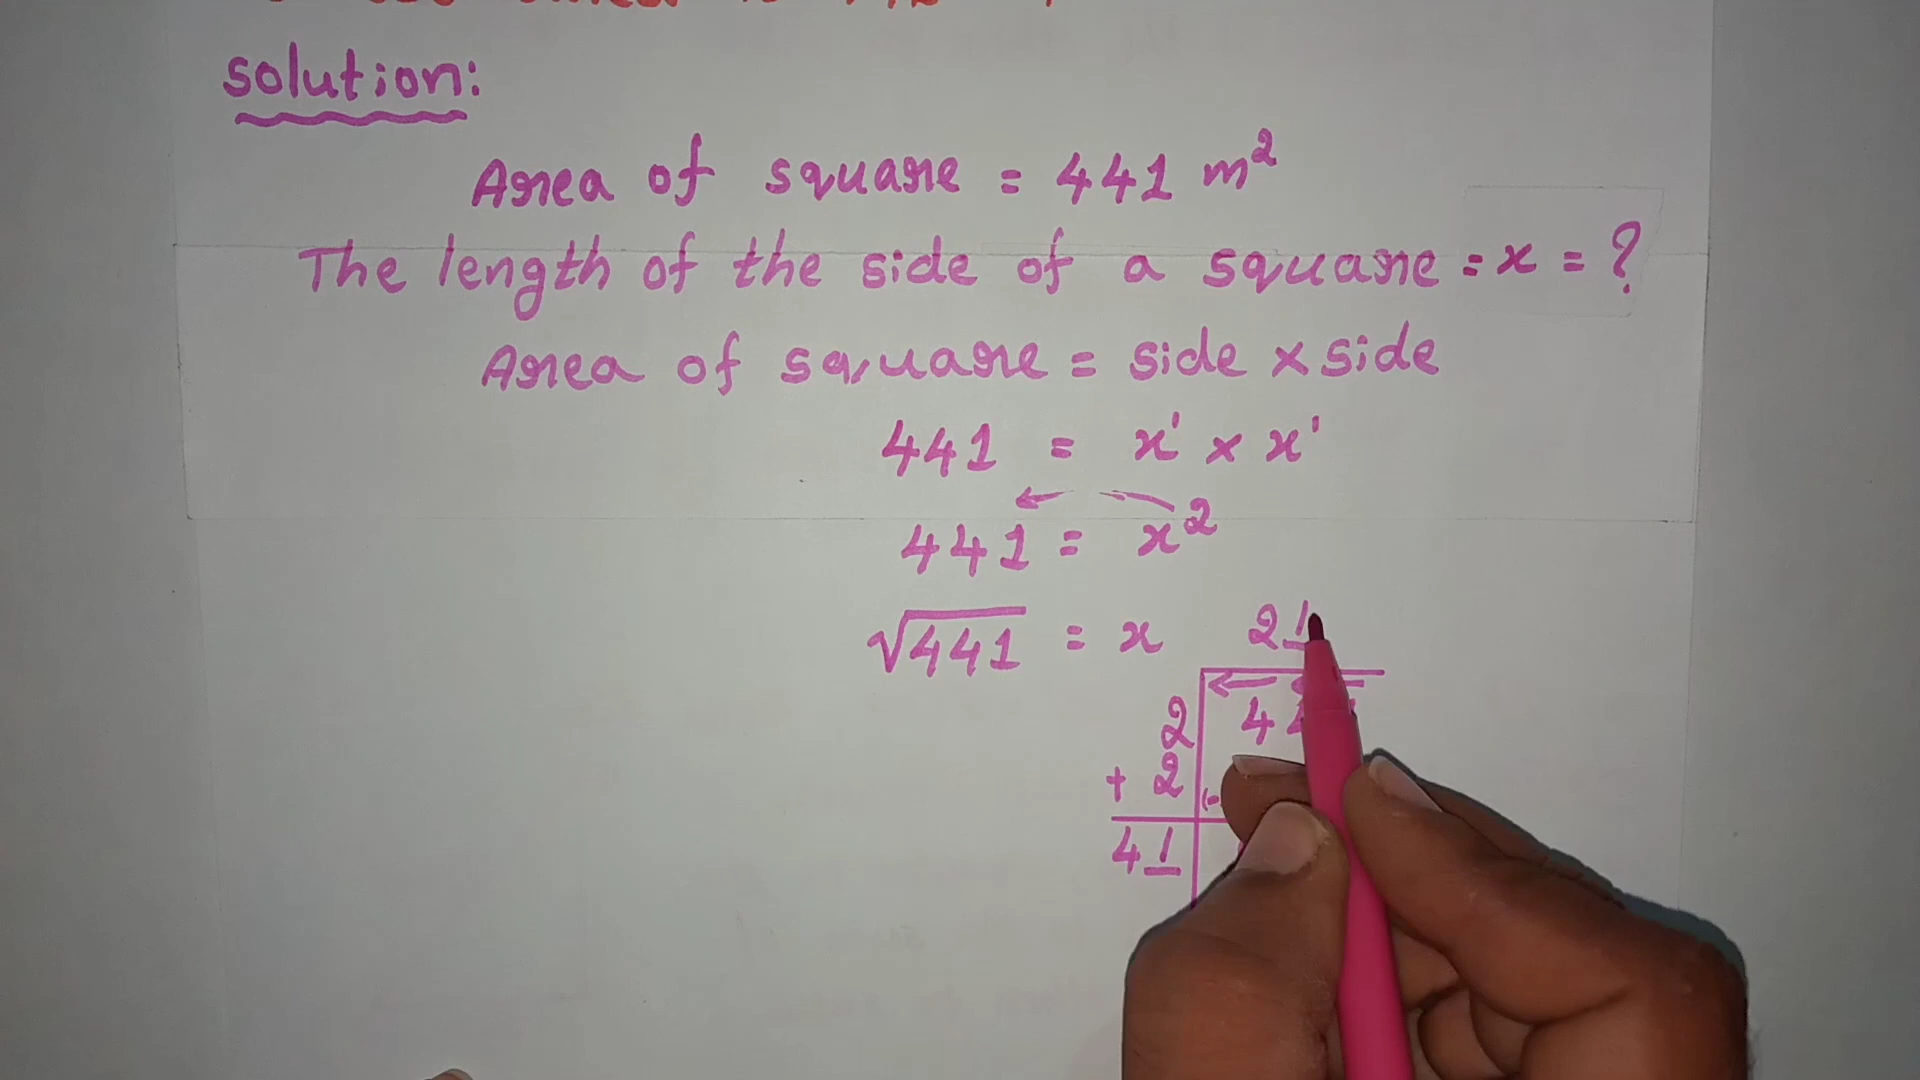 solution:
Area of square = 441 m²
The length of the side of a square = x = ?
Area of square = side × side
441 = x¹ × x¹
441 = x²
√441 = x
21
2
4
+ 2
(-
41